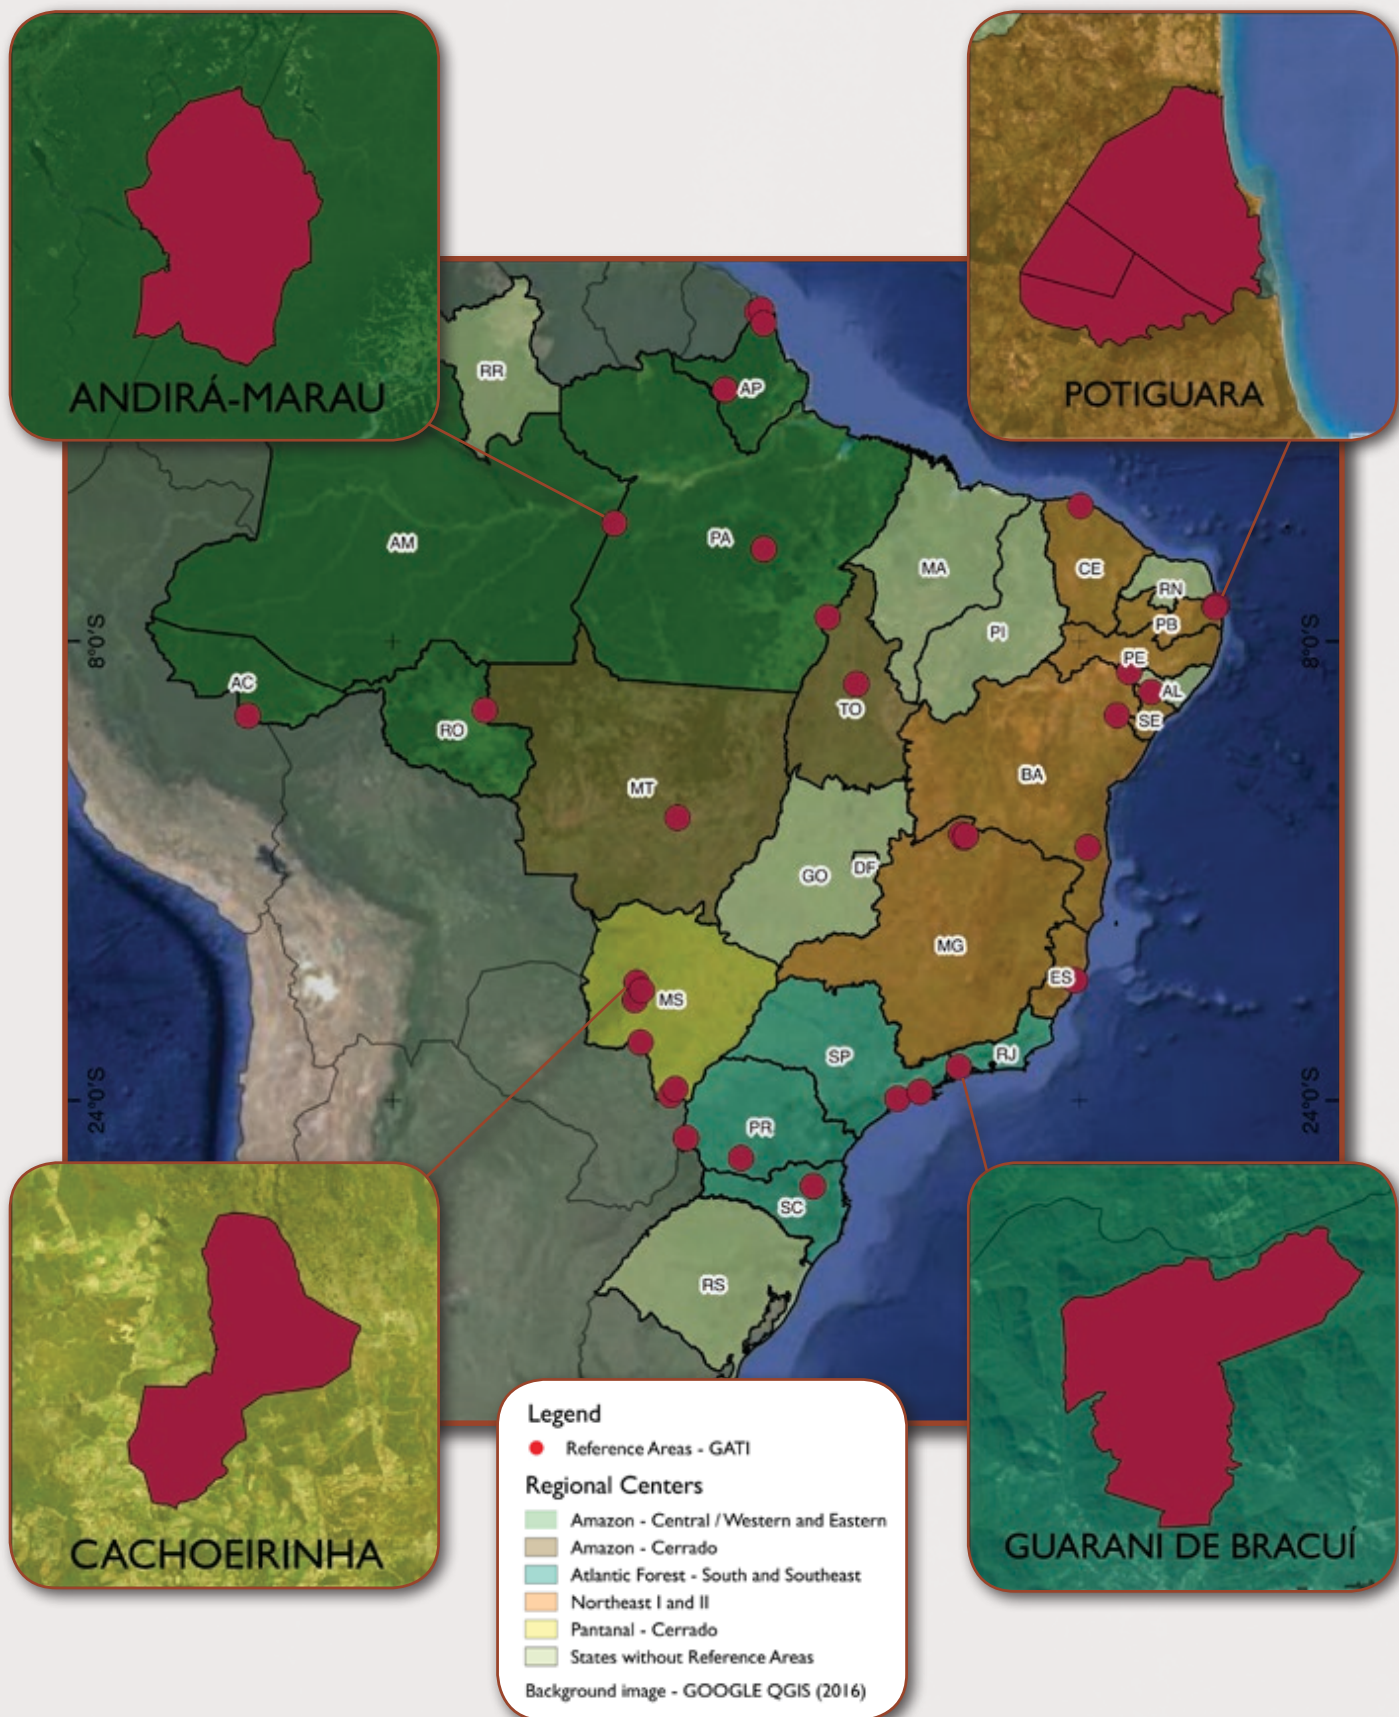 ANDIRÁ-MARAU
POTIGUARA
RR
AP
AM
PA
MA
CE
RN
PB
PI
PE
AL
SE
AC
RO
TO
BA
MT
GO
DF
MG
ES
MS
SP
RJ
PR
SC
RS
8°0'S
8°0'S
24°0'S
24°0'S
CACHOEIRINHA
GUARANI DE BRACUÍ
Legend
Reference Areas - GATI
Regional Centers
Amazon - Central / Western and Eastern
Amazon - Cerrado
Atlantic Forest - South and Southeast
Northeast I and II
Pantanal - Cerrado
States without Reference Areas
Background image - GOOGLE QGIS (2016)